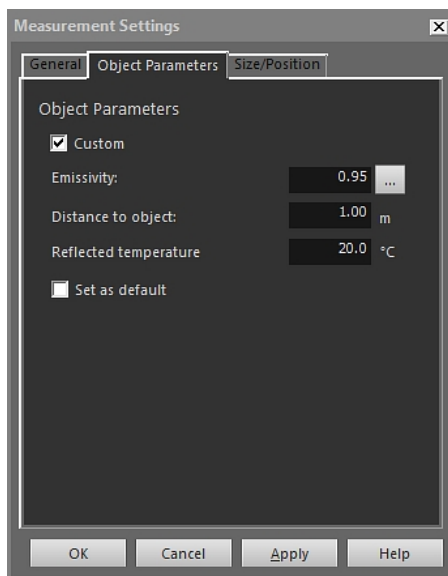 Measurement Settings
General Object Parameters Size/Position
Object Parameters
Custom
Emissivity: 0.95 ...
Distance to object: 1.00 m
Reflected temperature 20.0 °C
Set as default
OK Cancel Apply Help